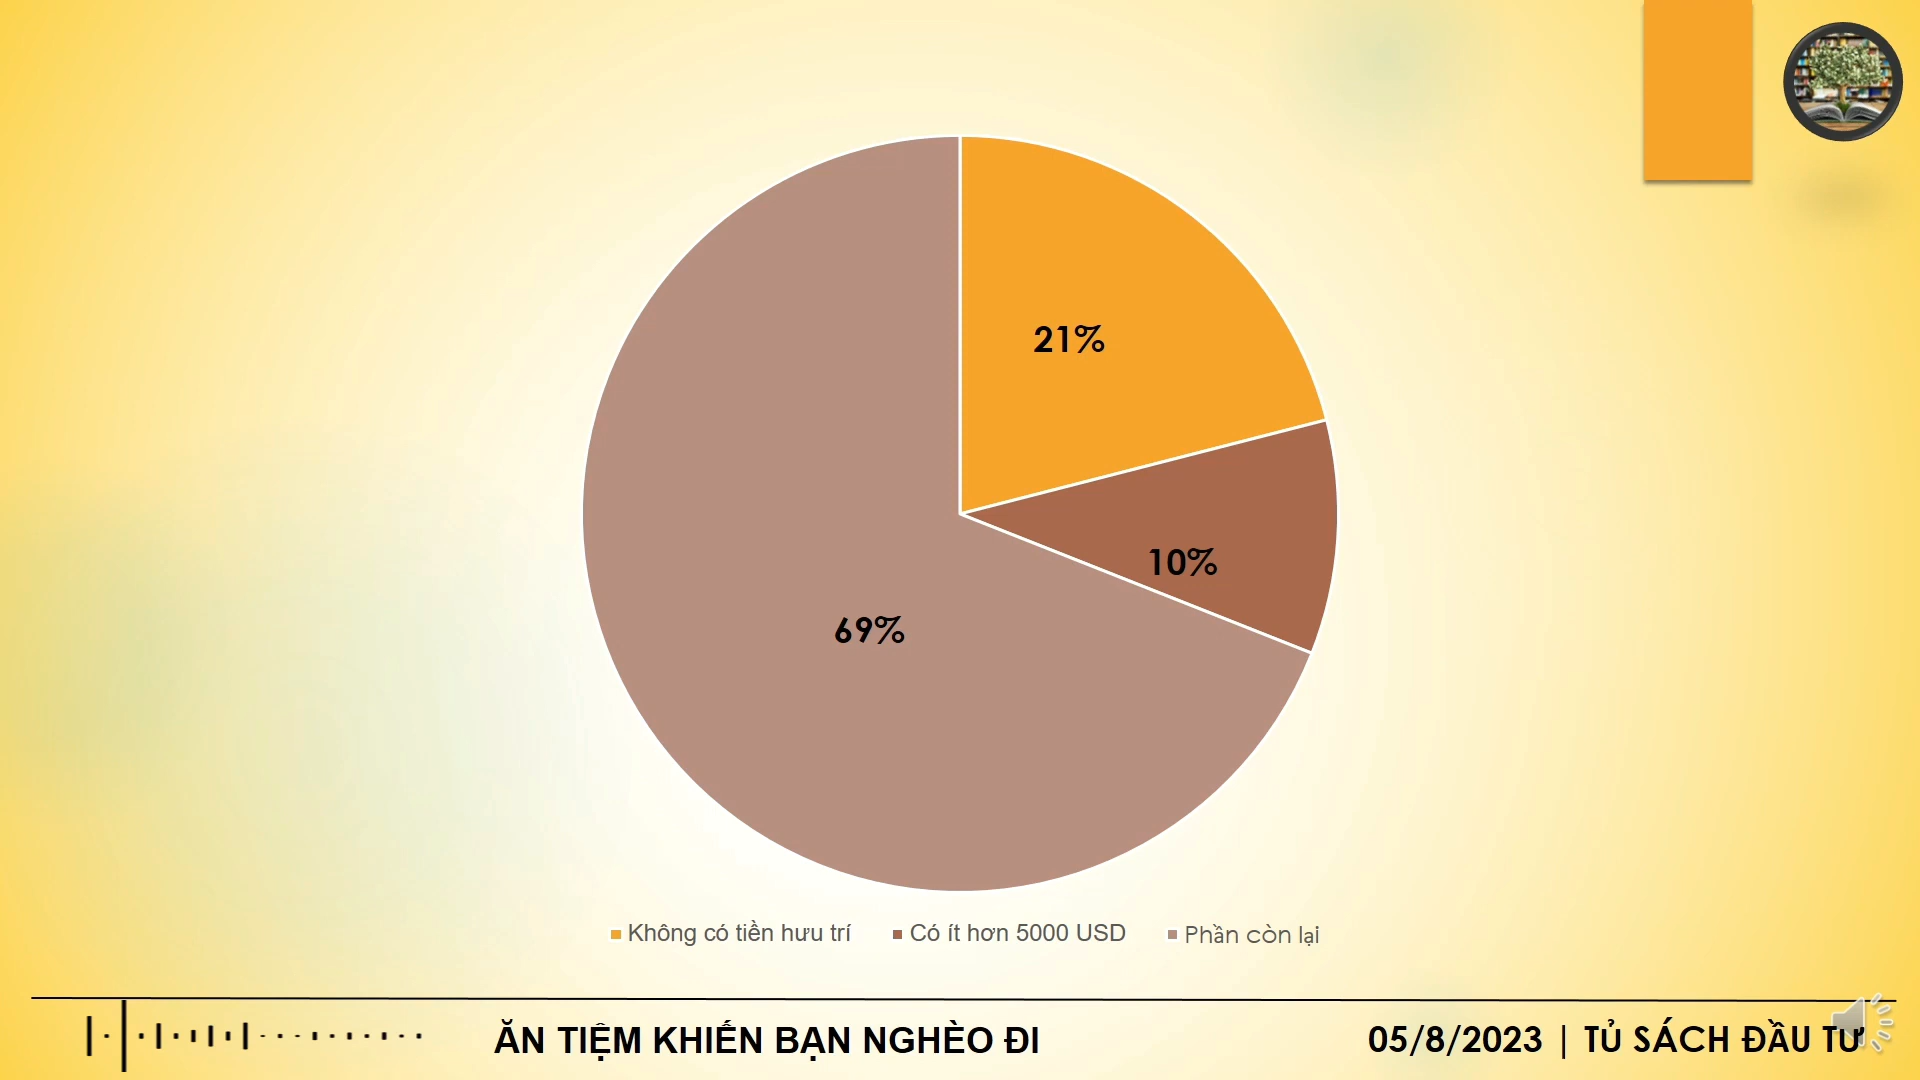 21%
10%
69%
Không có tiền hưu trí
Có ít hơn 5000 USD
Phần còn lại
ĂN TIỆM KHIẾN BẠN NGHÈO ĐI
05/8/2023 | TỦ SÁCH ĐẦU TƯ